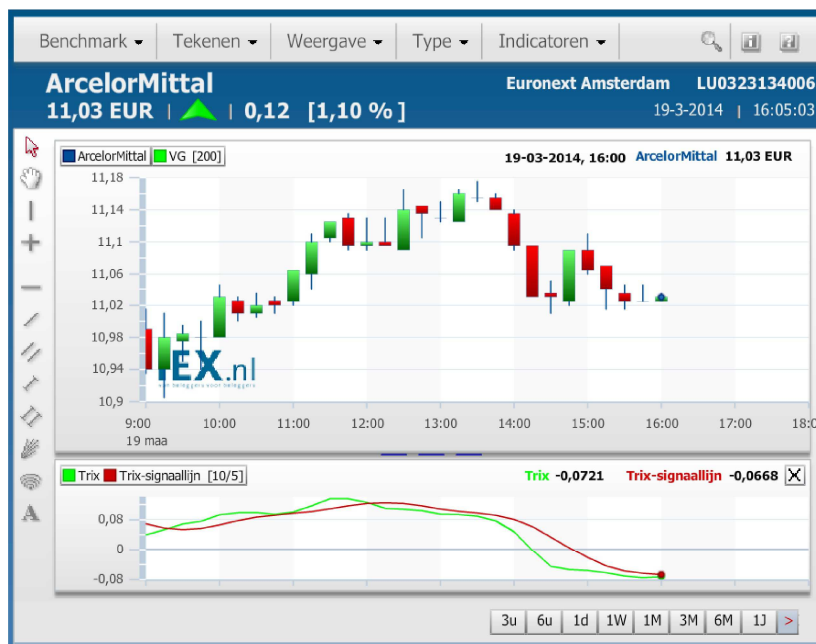 Benchmark Tekenen Weergave Type Indicatoren
ArcelorMittal Euronext Amsterdam LU0323134006
11,03 EUR | | 0,12 [1,10 %] 19-3-2014 | 16:05:03
ArcelorMittal VG [200] 19-03-2014, 16:00 ArcelorMittal 11,03 EUR
11,18
11,14
11,1
11,06
11,02
10,98
10,94
10,9
IEX.nl
van beleggers voor beleggers
9:00 10:00 11:00 12:00 13:00 14:00 15:00 16:00 17:00 18:0
19 maa
Trix Trix-signaallijn [10/5] Trix -0,0721 Trix-signaallijn -0,0668
0,08
0
-0,08
A
3u 6u 1d 1W 1M 3M 6M 1J >